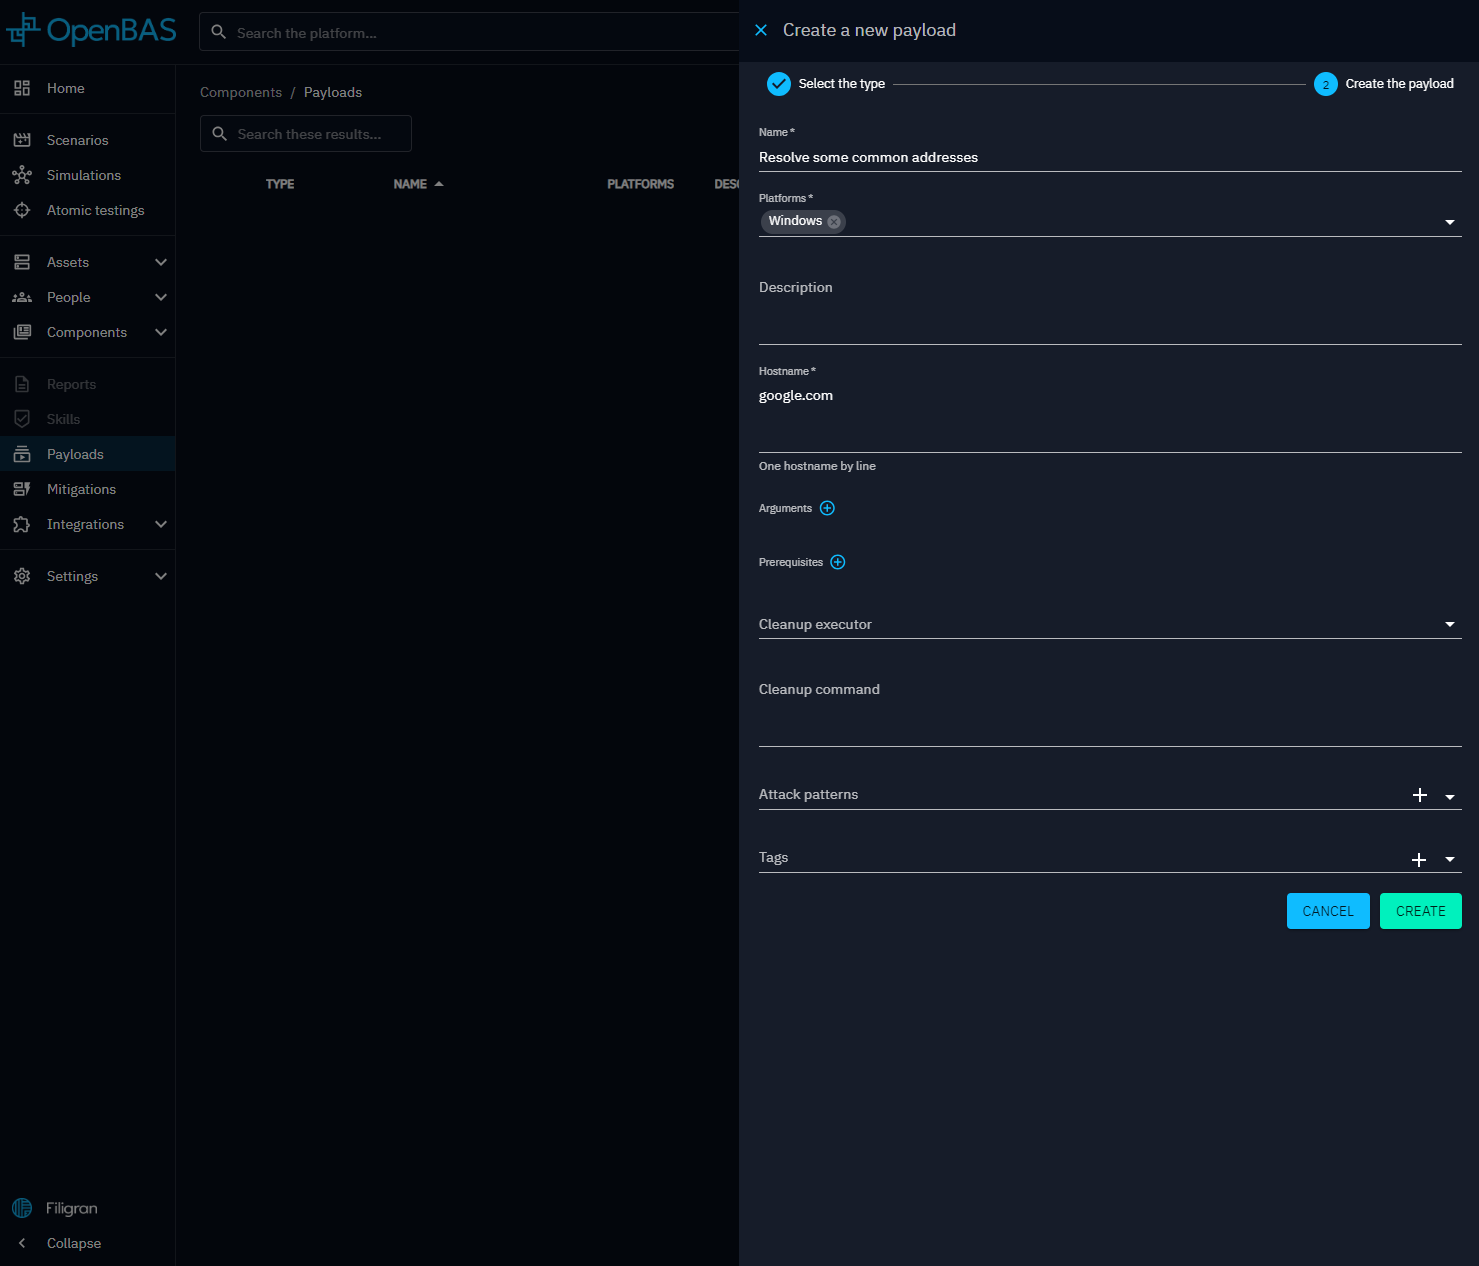 OpenBAS
Search the platform...
Home
Scenarios
Simulations
Atomic testings
Assets
People
Components
Reports
Skills
Payloads
Mitigations
Integrations
Settings
Filigran
Collapse
Components / Payloads
Search these results...
TYPE NAME PLATFORMS DESC
Create a new payload
Select the type
2 Create the payload
Name *
Resolve some common addresses
Platforms *
Windows
Description
Hostname *
google.com
One hostname by line
Arguments
Prerequisites
Cleanup executor
Cleanup command
Attack patterns
Tags
CANCEL CREATE